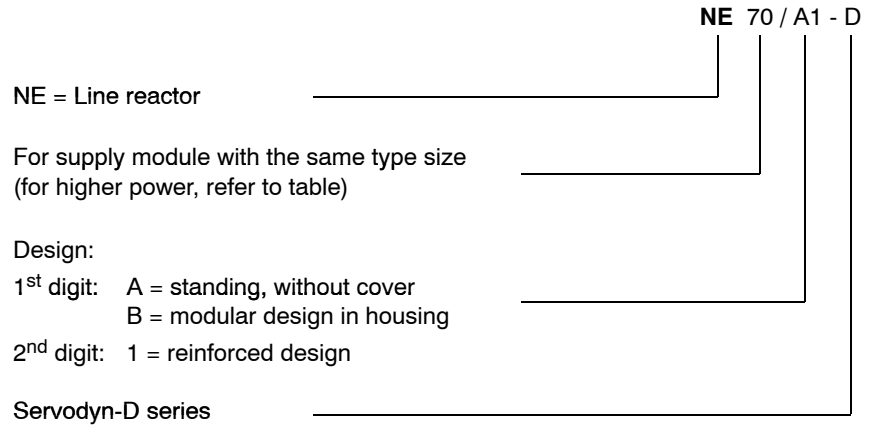 NE 70 / A1 - D
NE = Line reactor
For supply module with the same type size
(for higher power, refer to table)
Design:
1st digit: A = standing, without cover
B = modular design in housing
2nd digit: 1 = reinforced design
Servodyn-D series